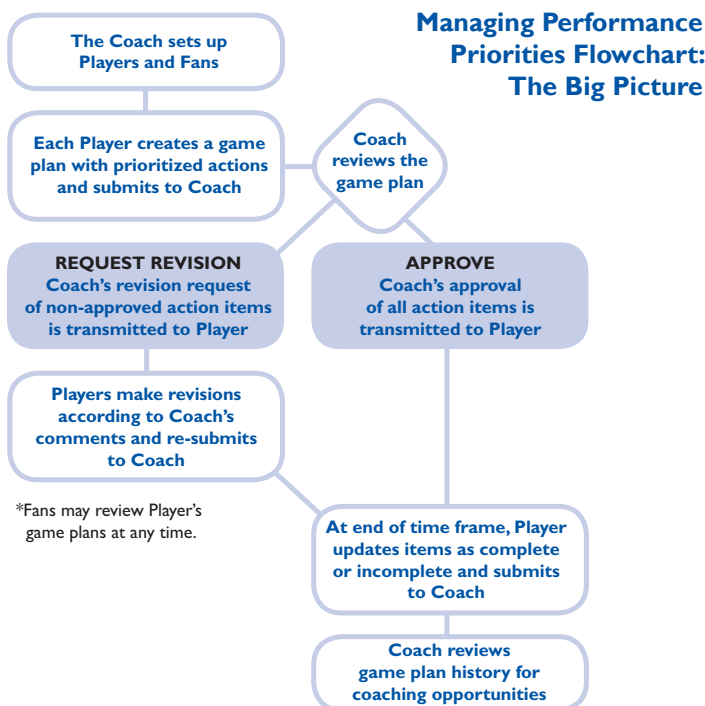 Managing Performance
Priorities Flowchart:
The Big Picture
The Coach sets up
Players and Fans
Each Player creates a game
plan with prioritized actions
and submits to Coach
Coach
reviews the
game plan
REQUEST REVISION
Coach's revision request
of non-approved action items
is transmitted to Player
APPROVE
Coach's approval
of all action items is
transmitted to Player
Players make revisions
according to Coach's
comments and re-submits
to Coach
*Fans may review Player's
game plans at any time.
At end of time frame, Player
updates items as complete
or incomplete and submits
to Coach
Coach reviews
game plan history for
coaching opportunities